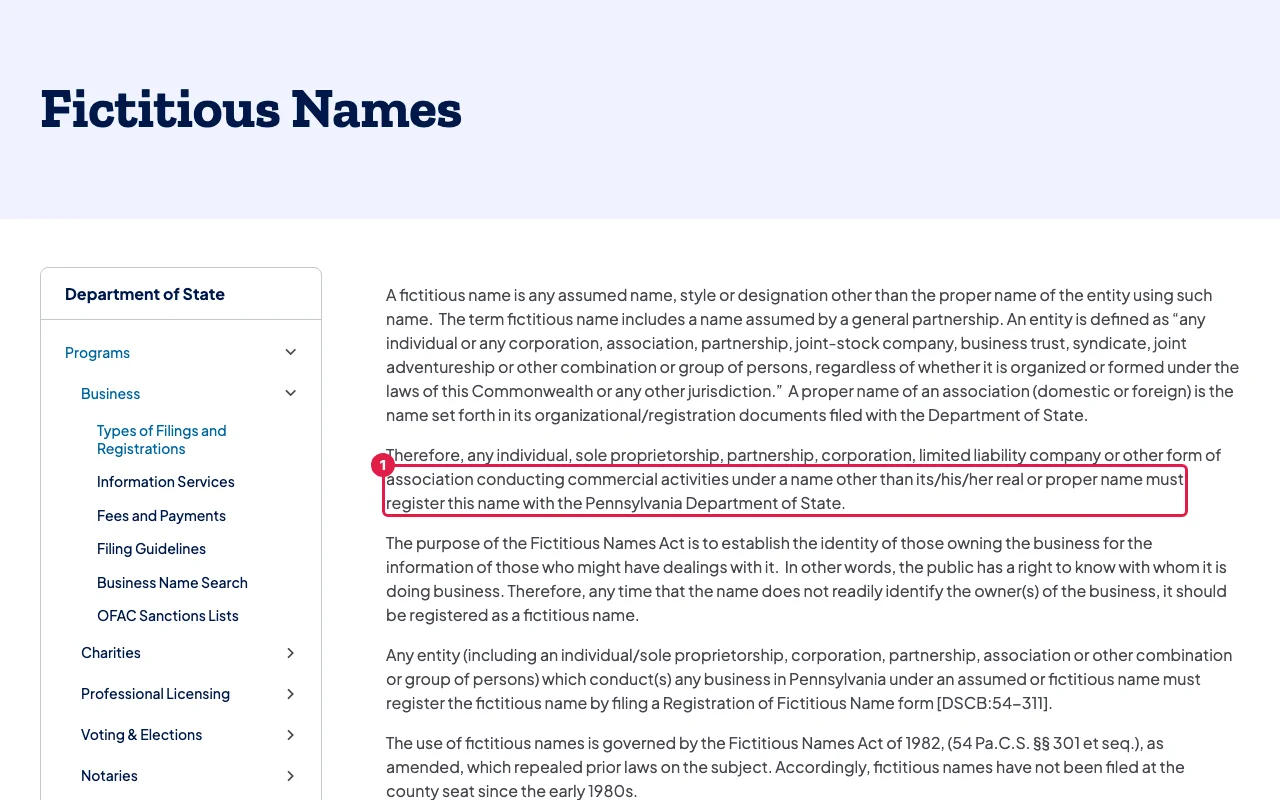 Fictitious Names
Department of State
Programs
Business
Types of Filings and
Registrations
Information Services
Fees and Payments
Filing Guidelines
Business Name Search
OFAC Sanctions Lists
Charities
Professional Licensing
Voting & Elections
Notaries
A fictitious name is any assumed name, style or designation other than the proper name of the entity using such
name.  The term fictitious name includes a name assumed by a general partnership. An entity is defined as “any
individual or any corporation, association, partnership, joint-stock company, business trust, syndicate, joint
adventureship or other combination or group of persons, regardless of whether it is organized or formed under the
laws of this Commonwealth or any other jurisdiction.”  A proper name of an association (domestic or foreign) is the
name set forth in its organizational/registration documents filed with the Department of State.
Therefore, any individual, sole proprietorship, partnership, corporation, limited liability company or other form of
1
association conducting commercial activities under a name other than its/his/her real or proper name must
register this name with the Pennsylvania Department of State.
The purpose of the Fictitious Names Act is to establish the identity of those owning the business for the
information of those who might have dealings with it.  In other words, the public has a right to know with whom it is
doing business. Therefore, any time that the name does not readily identify the owner(s) of the business, it should
be registered as a fictitious name.
Any entity (including an individual/sole proprietorship, corporation, partnership, association or other combination
or group of persons) which conduct(s) any business in Pennsylvania under an assumed or fictitious name must
register the fictitious name by filing a Registration of Fictitious Name form [DSCB:54–311].
The use of fictitious names is governed by the Fictitious Names Act of 1982, (54 Pa.C.S. §§ 301 et seq.), as
amended, which repealed prior laws on the subject. Accordingly, fictitious names have not been filed at the
county seat since the early 1980s.